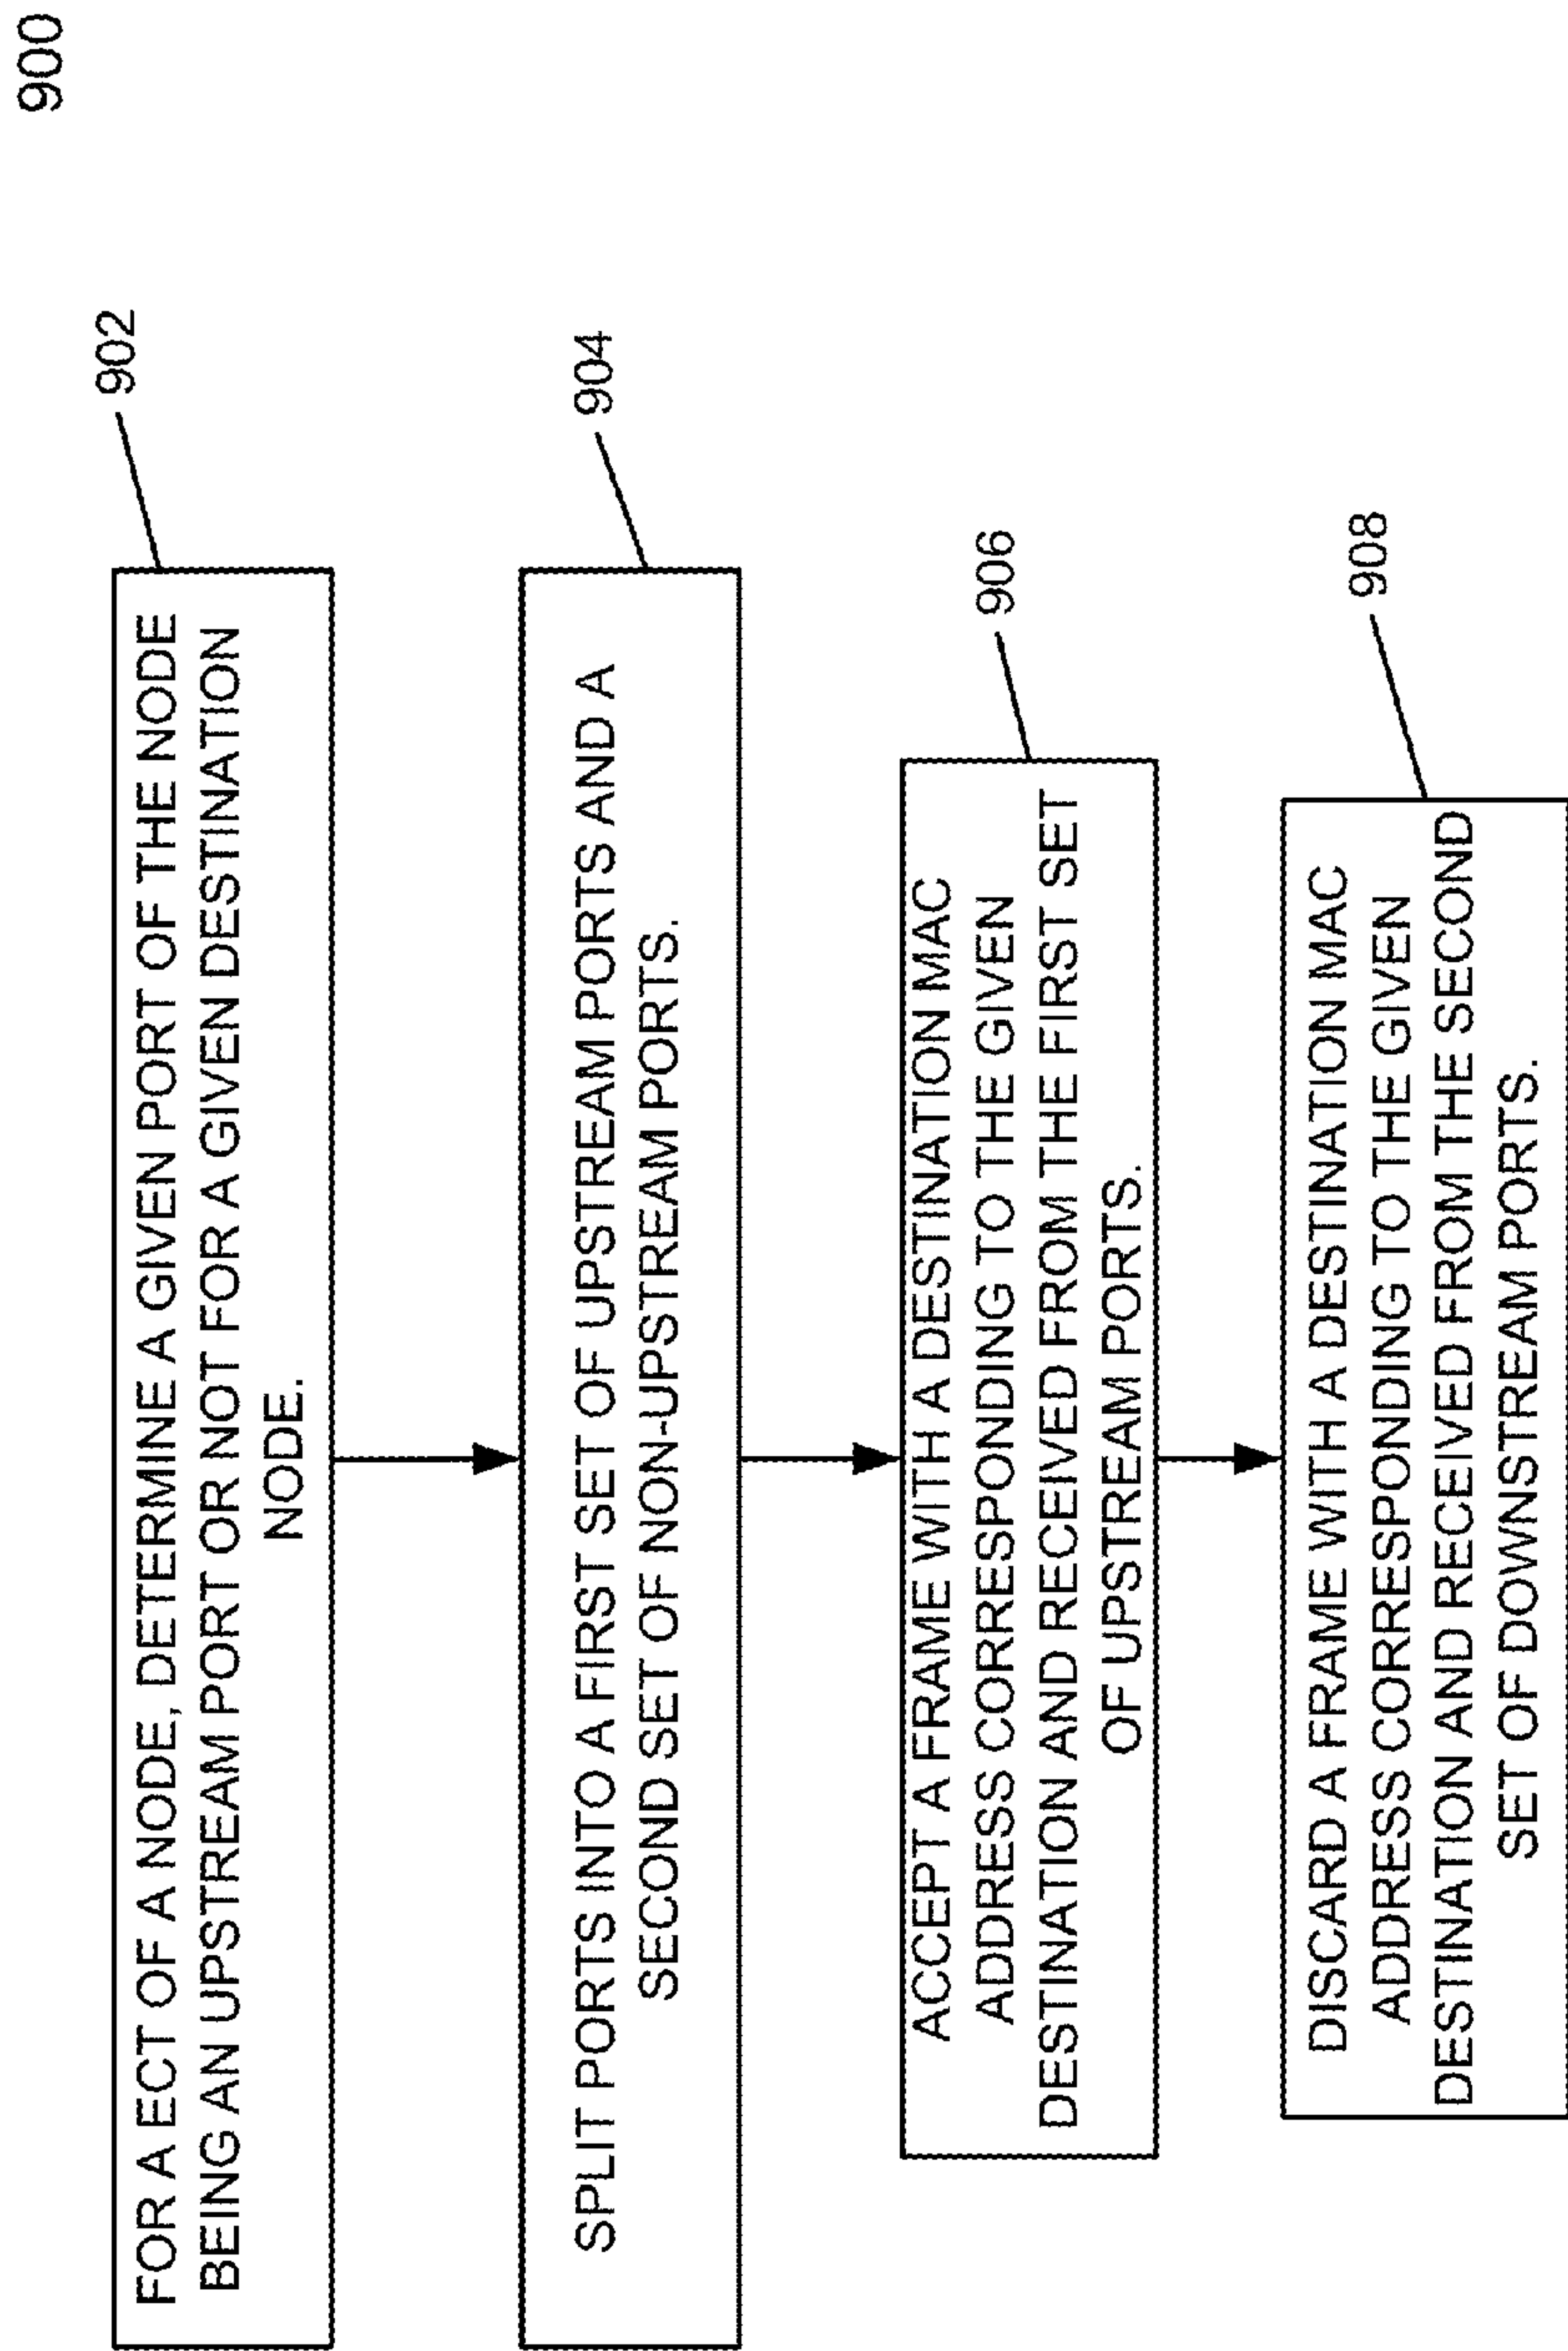 900
902
FOR A ECT OF A NODE, DETERMINE A GIVEN PORT OF THE NODE
BEING AN UPSTREAM PORT OR NOT FOR A GIVEN DESTINATION
NODE.
904
SPLIT PORTS INTO A FIRST SET OF UPSTREAM PORTS AND A
SECOND SET OF NON-UPSTREAM PORTS.
906
ACCEPT A FRAME WITH A DESTINATION MAC
ADDRESS CORRESPONDING TO THE GIVEN
DESTINATION AND RECEIVED FROM THE FIRST SET
OF UPSTREAM PORTS.
908
DISCARD A FRAME WITH A DESTINATION MAC
ADDRESS CORRESPONDING TO THE GIVEN
DESTINATION AND RECEIVED FROM THE SECOND
SET OF DOWNSTREAM PORTS.